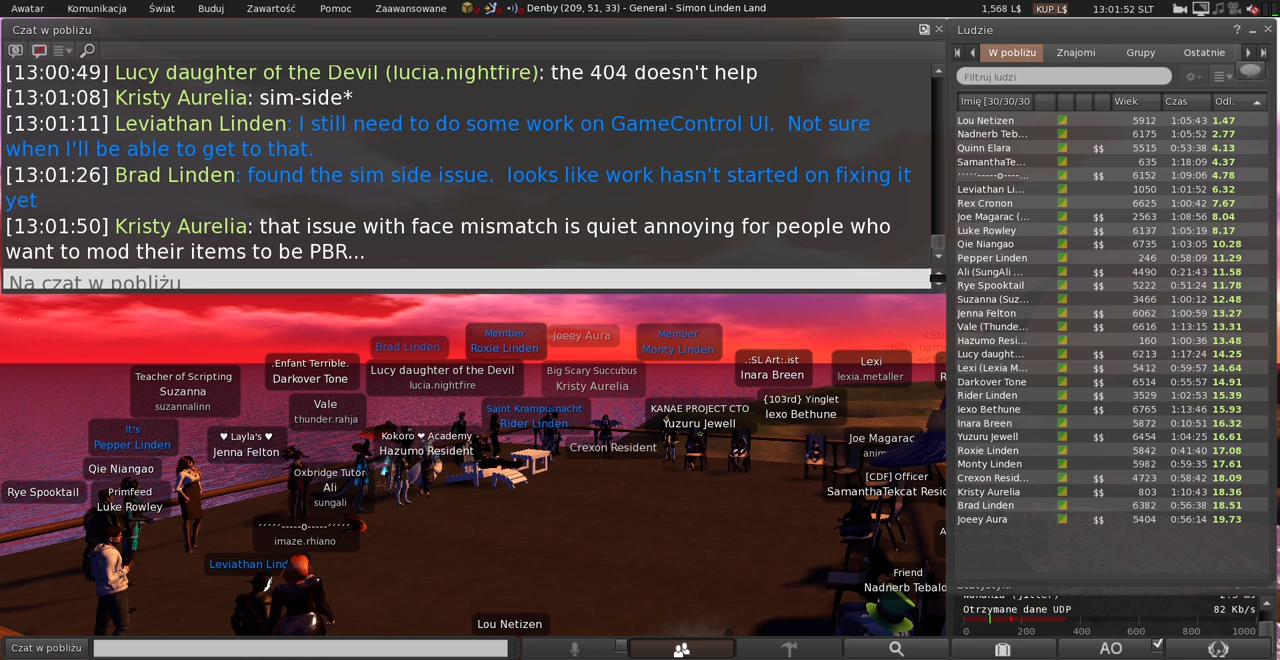 Awatar Komunikacja Świat Buduj Zawartość Pomoc Zaawansowane Denby (209, 51, 33) - General - Simon Linden Land 1,568 L$ KUP L$ 13:01:52 SLT
Czat w pobliżu
[13:00:49] Lucy daughter of the Devil (lucia.nightfire): the 404 doesn't help
[13:01:08] Kristy Aurelia: sim-side*
[13:01:11] Leviathan Linden: I still need to do some work on GameControl UI. Not sure
when I'll be able to get to that.
[13:01:26] Brad Linden: found the sim side issue. looks like work hasn't started on fixing it
yet
[13:01:50] Kristy Aurelia: that issue with face mismatch is quiet annoying for people who
want to mod their items to be PBR...
Na czat w pobliżu
Brad Linden
Member
Roxie Linden
Joeey Aura
Member
Monty Linden
.Enfant Terrible.
Darkover Tone
Lucy daughter of the Devil
lucia.nightfire
Big Scary Succubus
Kristy Aurelia
.:SL Art:.ist
Inara Breen
Lexi
lexia.metaller
Teacher of Scripting
Suzanna
suzannalinn
Vale
thunder.rahja
Saint Krampusnacht
Rider Linden
KANAE PROJECT CTO
Yuzuru Jewell
{103rd} Yinglet
Iexo Bethune
It's
Pepper Linden
♥ Layla's ♥
Jenna Felton
Kokoro ♥ Academy
Hazumo Resident
Crexon Resident
Joe Magarac
anim
Qie Niangao
Oxbridge Tutor
Ali
sungali
[CDF] Officer
SamanthaTekcat Resid
Rye Spooktail
Primfeed
Luke Rowley
´´´´´-----o-----´´´´´
imaze.rhiano
Leviathan Lind
Friend
Nadnerb Tebald
Lou Netizen
Czat w pobliżu
AO
Ludzie
W pobliżu Znajomi Grupy Ostatnie
Filtruj ludzi
Imię [30/30/30 Wiek Czas Odl.
Lou Netizen 5912 1:05:43 1.47
Nadnerb Teb... 6175 1:05:52 2.77
Quinn Elara $$ 5515 0:53:38 4.13
SamanthaTe... 635 1:18:09 4.37
´´´´´-----o----... $$ 6152 1:09:06 4.78
Leviathan Li... 1050 1:01:52 6.32
Rex Cronon 6625 1:00:42 7.67
Joe Magarac (... $$ 2563 1:08:56 8.04
Luke Rowley $$ 6137 1:05:19 8.17
Qie Niangao $$ 6735 1:03:05 10.28
Pepper Linden 246 0:58:09 11.29
Ali (SungAli ... $$ 4490 0:21:43 11.58
Rye Spooktail $$ 5222 0:51:24 11.78
Suzanna (Suz... 3466 1:00:12 12.48
Jenna Felton $$ 6062 1:00:59 13.27
Vale (Thunde... $$ 6616 1:13:15 13.31
Hazumo Resi... 160 1:00:36 13.48
Lucy daught... $$ 6213 1:17:24 14.25
Lexi (Lexia M... $$ 5412 0:59:57 14.64
Darkover Tone $$ 6514 0:55:57 14.91
Rider Linden $$ 3529 1:02:53 15.39
Iexo Bethune $$ 6765 1:13:46 15.93
Inara Breen 5872 0:10:51 16.32
Yuzuru Jewell $$ 6454 1:04:25 16.61
Roxie Linden 5842 0:41:40 17.08
Monty Linden 5982 0:59:35 17.61
Crexon Resid... $$ 4723 0:58:42 18.09
Kristy Aurelia $$ 803 1:10:43 18.36
Brad Linden 6382 0:56:38 18.51
Joeey Aura $$ 5404 0:56:14 19.73
Otrzymane dane UDP 82 Kb/s
0 200 400 600 800 1000